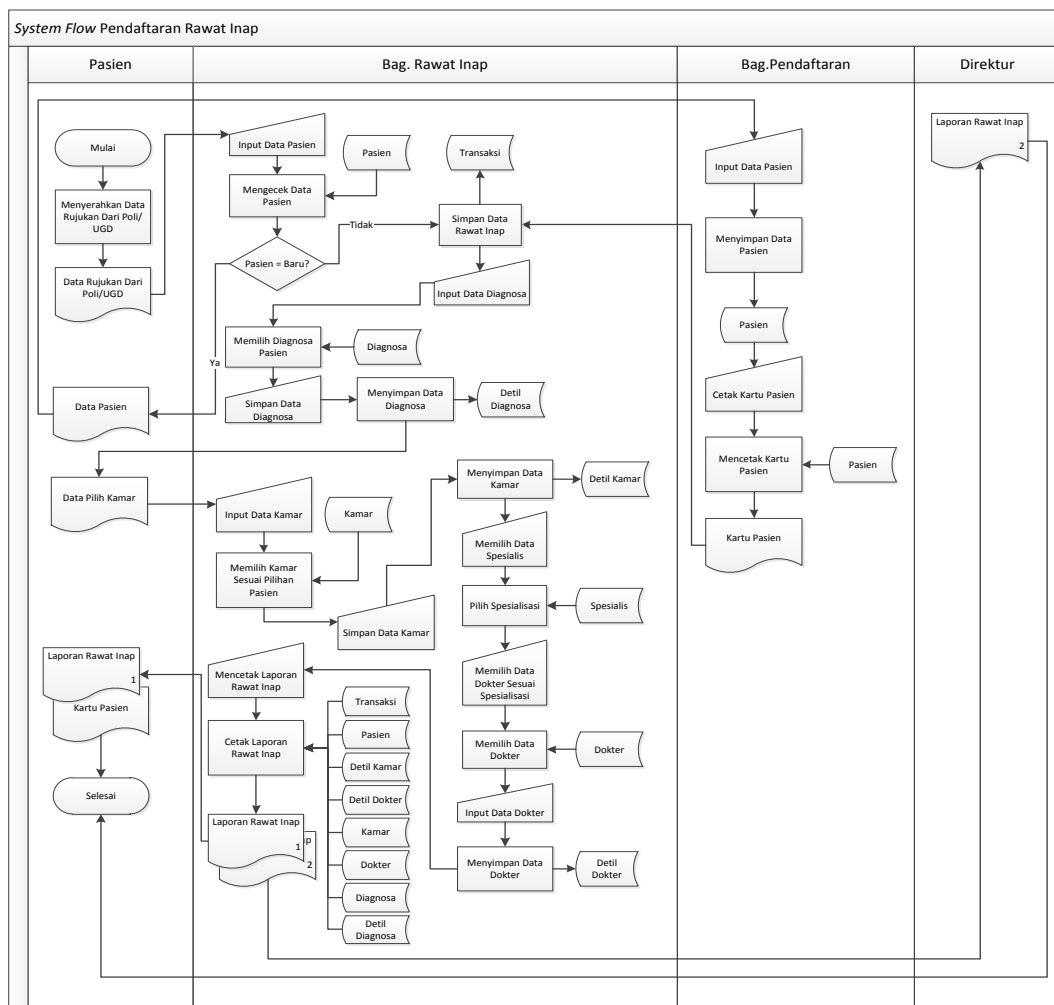 System Flow Pendaftaran Rawat Inap
Pasien
Bag. Rawat Inap
Bag.Pendaftaran
Direktur
Mulai
Menyerahkan Data
Rujukan Dari Poli/
UGD
Data Rujukan Dari
Poli/UGD
Data Pasien
Data Pilih Kamar
Laporan Rawat Inap
1
Kartu Pasien
Selesai
Input Data Pasien
Pasien
Transaksi
Mengecek Data
Pasien
Simpan Data
Rawat Inap
Tidak
Pasien = Baru?
Ya
Input Data Diagnosa
Memilih Diagnosa
Pasien
Diagnosa
Simpan Data
Diagnosa
Menyimpan Data
Diagnosa
Detil
Diagnosa
Input Data Kamar
Kamar
Memilih Kamar
Sesuai Pilihan
Pasien
Simpan Data Kamar
Menyimpan Data
Kamar
Detil Kamar
Memilih Data
Spesialis
Pilih Spesialisasi
Spesialis
Memilih Data
Dokter Sesuai
Spesialisasi
Memilih Data
Dokter
Dokter
Input Data Dokter
Menyimpan Data
Dokter
Detil
Dokter
Mencetak Laporan
Rawat Inap
Cetak Laporan
Rawat Inap
Transaksi
Pasien
Detil Kamar
Detil Dokter
Kamar
Dokter
Diagnosa
Detil
Diagnosa
Laporan Rawat Inap
1
p
2
Input Data Pasien
Menyimpan Data
Pasien
Pasien
Cetak Kartu Pasien
Mencetak Kartu
Pasien
Pasien
Kartu Pasien
Laporan Rawat Inap
2